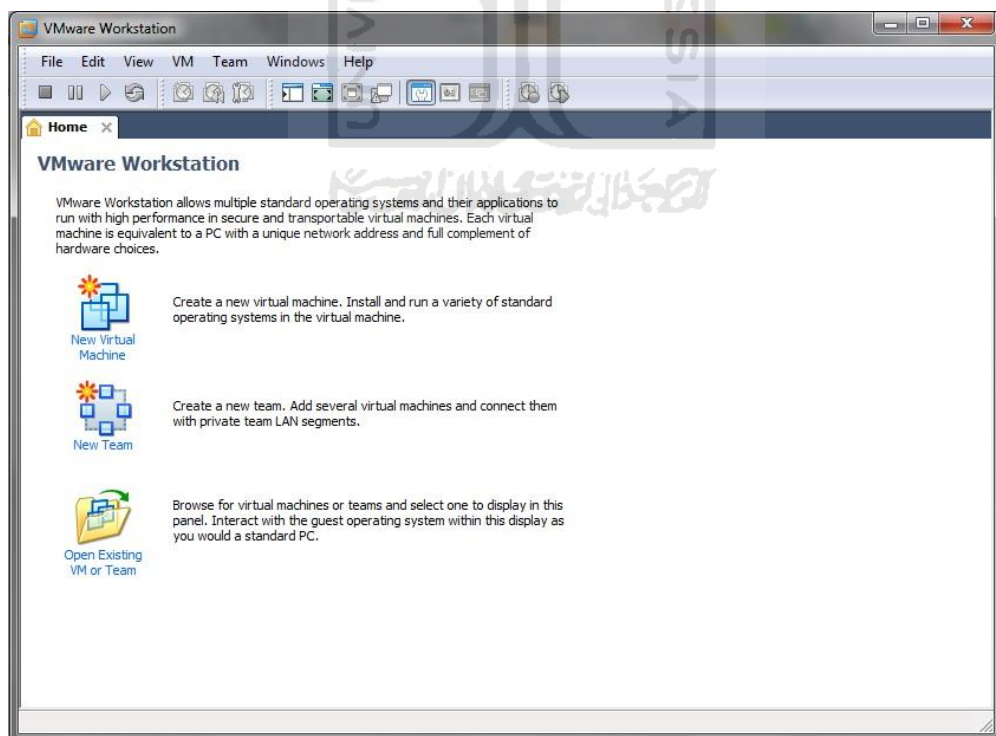 VMware Workstation
File Edit View VM Team Windows Help
Home
VMware Workstation
VMware Workstation allows multiple standard operating systems and their applications to
run with high performance in secure and transportable virtual machines. Each virtual
machine is equivalent to a PC with a unique network address and full complement of
hardware choices.
New Virtual
Machine
Create a new virtual machine. Install and run a variety of standard
operating systems in the virtual machine.
New Team
Create a new team. Add several virtual machines and connect them
with private team LAN segments.
Open Existing
VM or Team
Browse for virtual machines or teams and select one to display in this
panel. Interact with the guest operating system within this display as
you would a standard PC.